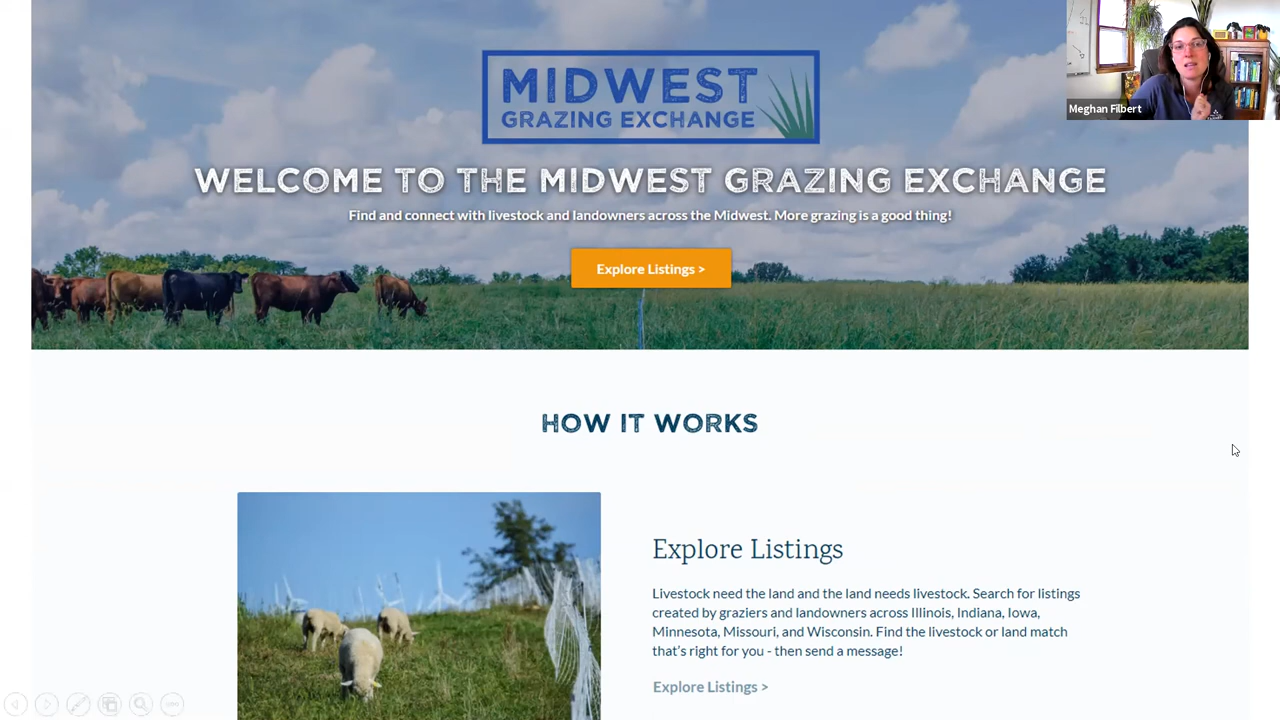 MIDWEST
GRAZING EXCHANGE
Meghan Filbert
WELCOME TO THE MIDWEST GRAZING EXCHANGE
Find and connect with livestock and landowners across the Midwest. More grazing is a good thing!
Explore Listings >
HOW IT WORKS
Explore Listings
Livestock need the land and the land needs livestock. Search for listings
created by graziers and landowners across Illinois, Indiana, Iowa,
Minnesota, Missouri, and Wisconsin. Find the livestock or land match
that's right for you - then send a message!
Explore Listings >